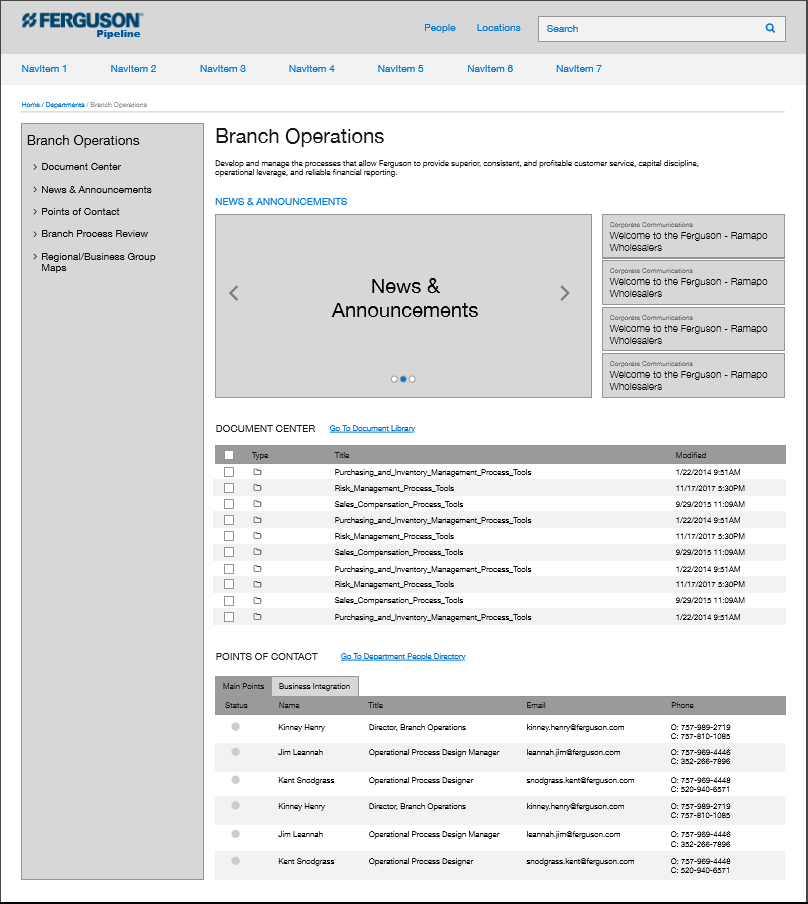 FERGUSON
Pipeline
People Locations Search
NavItem 1 NavItem 2 NavItem 3 NavItem 4 NavItem 5 NavItem 6 NavItem 7
Home / Departments / Branch Operations
Branch Operations
> Document Center
> News & Announcements
> Points of Contact
> Branch Process Review
> Regional/Business Group
Maps
Branch Operations
Develop and manage the processes that allow Ferguson to provide superior, consistent, and profitable customer service, capital discipline,
operational leverage, and reliable financial reporting.
NEWS & ANNOUNCEMENTS
News &
Announcements
Corporate Communications
Welcome to the Ferguson - Ramapo
Wholesalers
Corporate Communications
Welcome to the Ferguson - Ramapo
Wholesalers
Corporate Communications
Welcome to the Ferguson - Ramapo
Wholesalers
Corporate Communications
Welcome to the Ferguson - Ramapo
Wholesalers
DOCUMENT CENTER Go To Document Library
Type Title Modified
Purchasing_and_Inventory_Management_Process_Tools 1/22/2014 9:51AM
Risk_Management_Process_Tools 11/17/2017 5:30PM
Sales_Compensation_Process_Tools 9/29/2015 11:09AM
Purchasing_and_Inventory_Management_Process_Tools 1/22/2014 9:51AM
Risk_Management_Process_Tools 11/17/2017 5:30PM
Sales_Compensation_Process_Tools 9/29/2015 11:09AM
Purchasing_and_Inventory_Management_Process_Tools 1/22/2014 9:51AM
Risk_Management_Process_Tools 11/17/2017 5:30PM
Sales_Compensation_Process_Tools 9/29/2015 11:09AM
Purchasing_and_Inventory_Management_Process_Tools 1/22/2014 9:51AM
POINTS OF CONTACT Go To Department People Directory
Main Points Business Integration
Status Name Title Email Phone
Kinney Henry Director, Branch Operations kinney.henry@ferguson.com O: 757-989-2719
C: 757-810-1085
Jim Leannah Operational Process Design Manager leannah.jim@ferguson.com O: 757-969-4446
C: 352-266-7896
Kent Snodgrass Operational Process Designer snodgrass.kent@ferguson.com O: 757-969-4448
C: 520-940-6571
Kinney Henry Director, Branch Operations kinney.henry@ferguson.com O: 757-989-2719
C: 757-810-1085
Jim Leannah Operational Process Design Manager leannah.jim@ferguson.com O: 757-969-4446
C: 352-266-7896
Kent Snodgrass Operational Process Designer snodgrass.kent@ferguson.com O: 757-969-4448
C: 520-940-6571